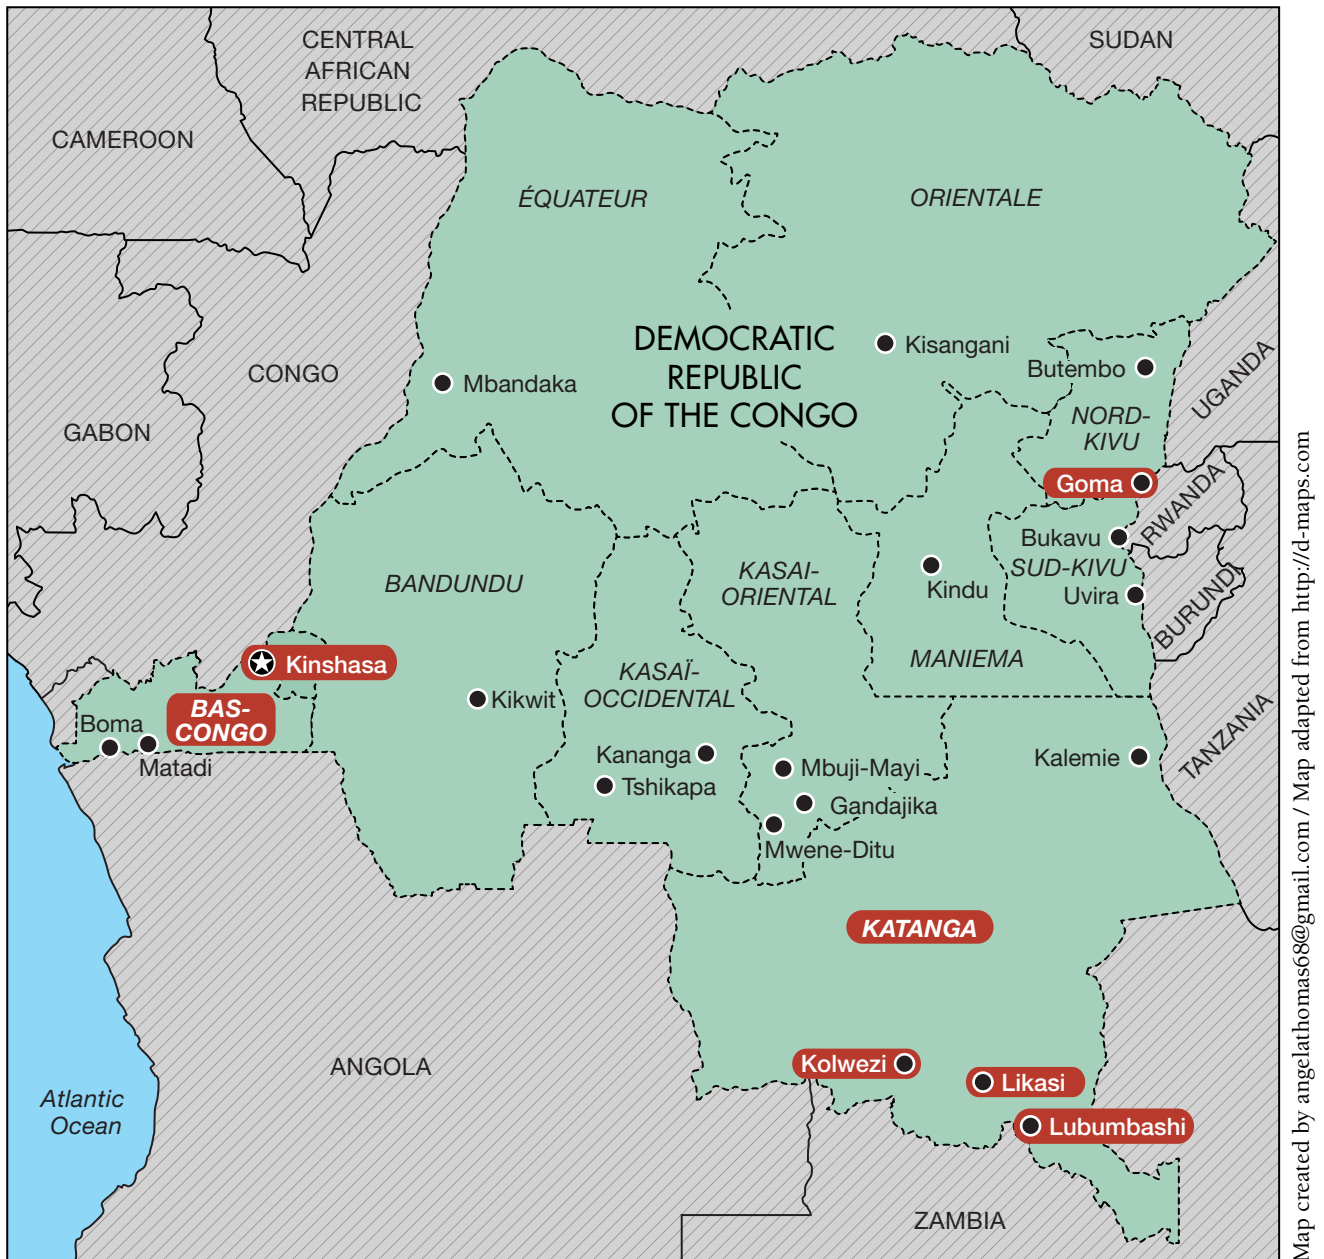 CENTRAL
AFRICAN
REPUBLIC
SUDAN
CAMEROON
ÉQUATEUR
ORIENTALE
DEMOCRATIC
REPUBLIC
OF THE CONGO
Kisangani
Butembo
UGANDA
CONGO
Mbandaka
GABON
NORD-
KIVU
Goma
RWANDA
Bukavu
SUD-KIVU
Uvira
BURUNDI
BANDUNDU
KASAI-
ORIENTAL
Kindu
MANIEMA
Kinshasa
KASAÏ-
OCCIDENTAL
Kikwit
BAS-
CONGO
Boma
Matadi
Kananga
Tshikapa
Mbuji-Mayi
Gandajika
Mwene-Ditu
Kalemie
TANZANIA
KATANGA
Kolwezi
Likasi
Lubumbashi
ANGOLA
Atlantic
Ocean
ZAMBIA
Map created by angelathomas68@gmail.com / Map adapted from http://d-maps.com